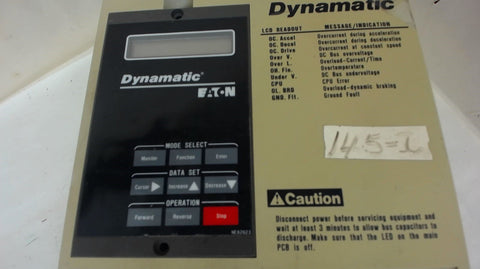 Dynamatic
LCD READOUT MESSAGE/INDICATION
OC. Accel Overcurrent during acceleration
OC. Decel Overcurrent during deceleration
OC. Drive Overcurrent at constant speed
Over V. DC Bus overvoltage
Over L. Overload-Current/Time
OH. Fin. Overtemperature
Under V. DC Bus undervoltage
CPU CPU Error
OL. BRD Overload-dynamic braking
GND. Flt. Ground Fault
Dynamatic®
EATON
MODE SELECT
Monitor Function Enter
DATA SET
Cursor Increase Decrease
OPERATION
Forward Reverse Stop
145-
Caution
Disconnect power before servicing equipment and
wait at least 3 minutes to allow bus capacitors to
discharge. Make sure that the LED on the main
PCB is off.